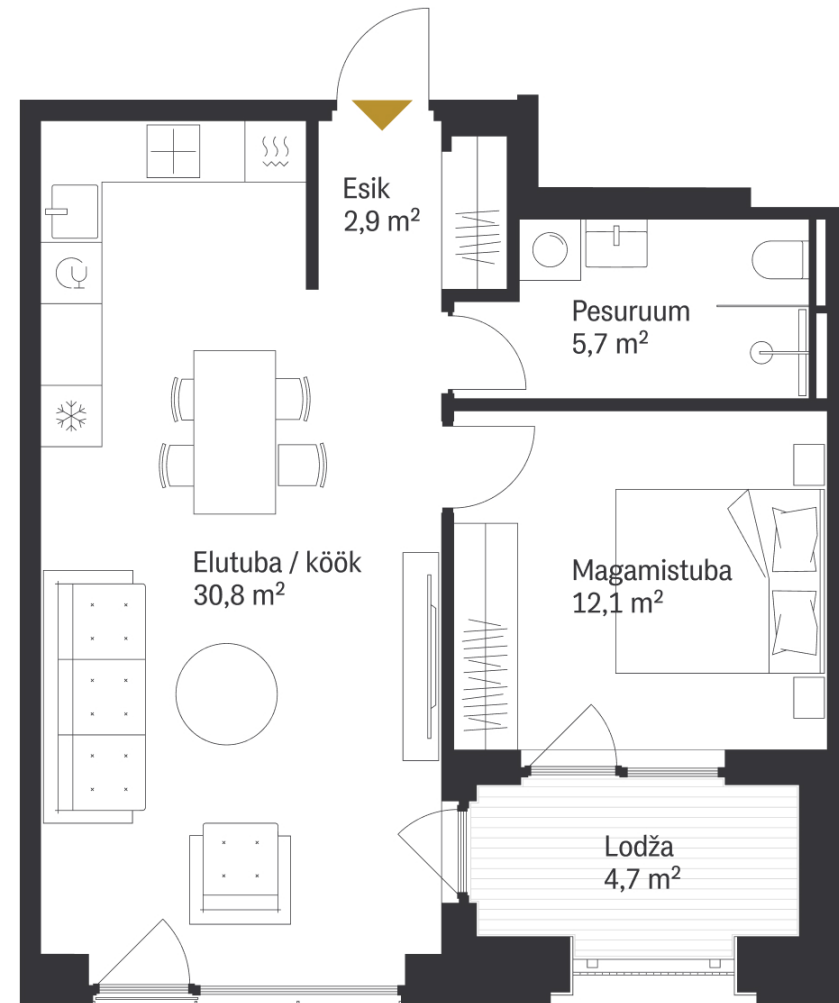 Esik
2,9 m²
Pesuruum
5,7 m²
Elutuba / köök
30,8 m²
Magamistuba
12,1 m²
Lodža
4,7 m²